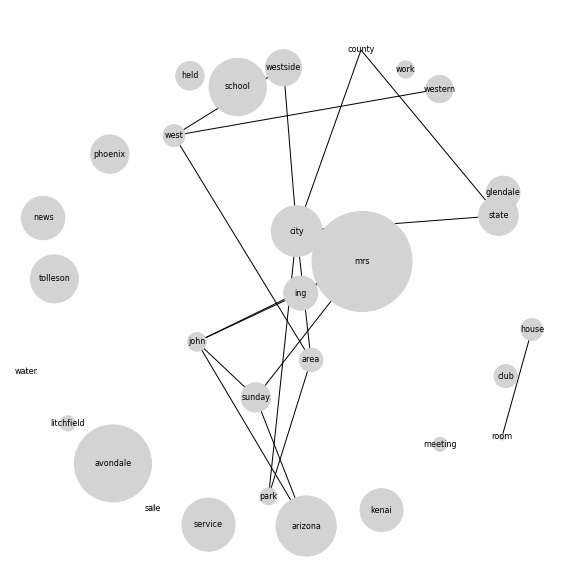 county
westside
work
held
school
western
west
phoenix
glendale
news
state
city
mrs
tolleson
ing
house
john
area
water
club
sunday
litchfield
room
meeting
avondale
park
sale
kenai
service
arizona